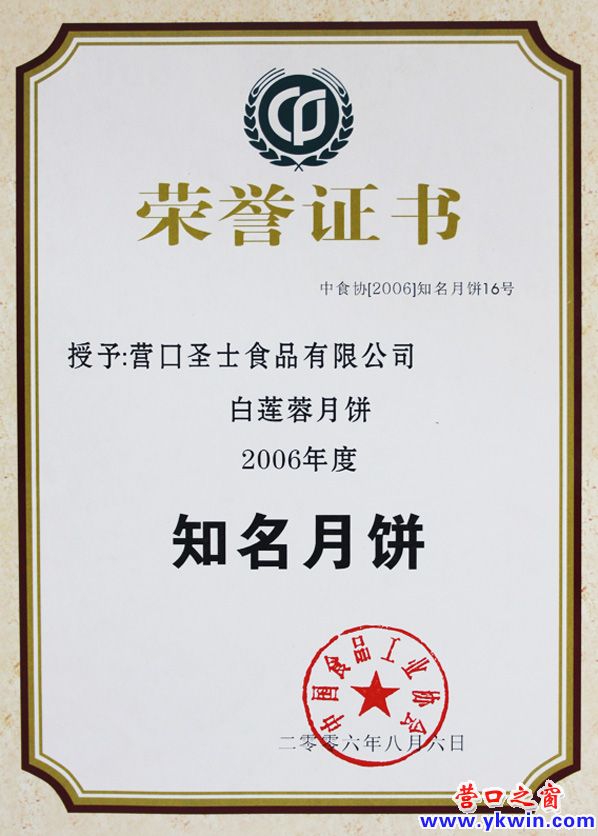 荣誉证书
中食协[2006]知名月饼16号
授予:营口圣士食品有限公司
白莲蓉月饼
2006年度
知名月饼
中国食品工业协会
二零零六年八月六日
营口之窗
www.ykwin.com